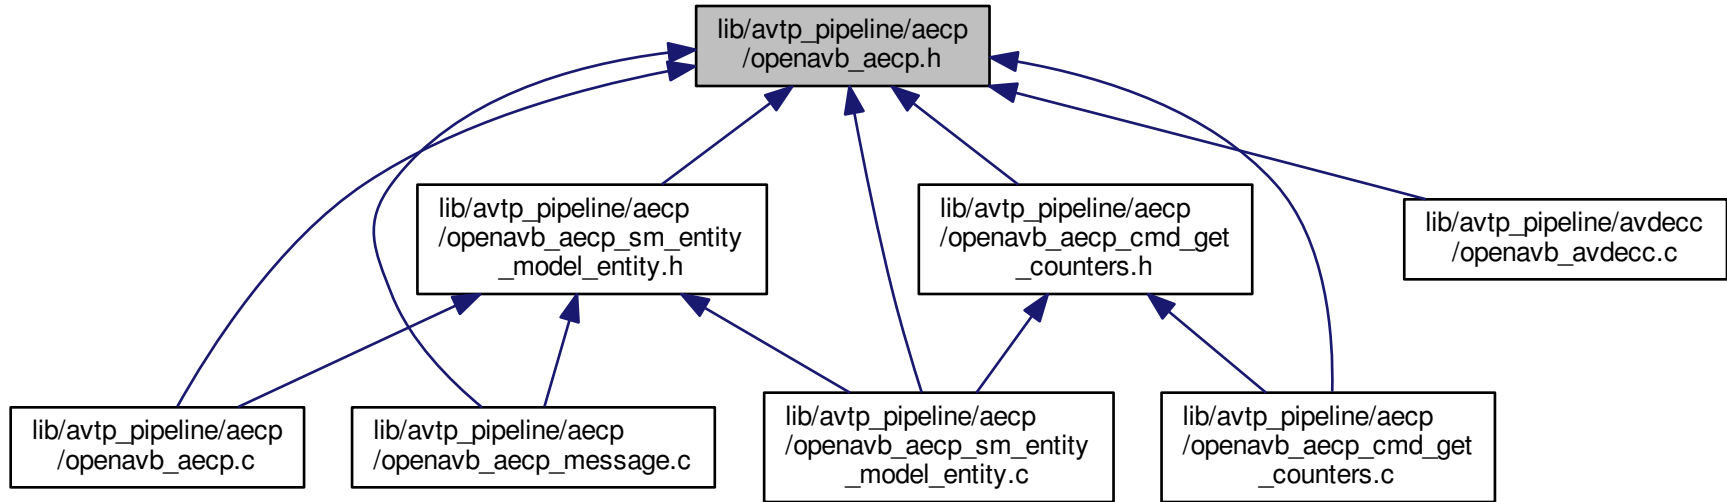 lib/avtp_pipeline/aecp
/openavb_aecp.h
lib/avtp_pipeline/aecp
/openavb_aecp_sm_entity
_model_entity.h
lib/avtp_pipeline/aecp
/openavb_aecp_cmd_get
_counters.h
lib/avtp_pipeline/avdecc
/openavb_avdecc.c
lib/avtp_pipeline/aecp
/openavb_aecp.c
lib/avtp_pipeline/aecp
/openavb_aecp_message.c
lib/avtp_pipeline/aecp
/openavb_aecp_sm_entity
_model_entity.c
lib/avtp_pipeline/aecp
/openavb_aecp_cmd_get
_counters.c